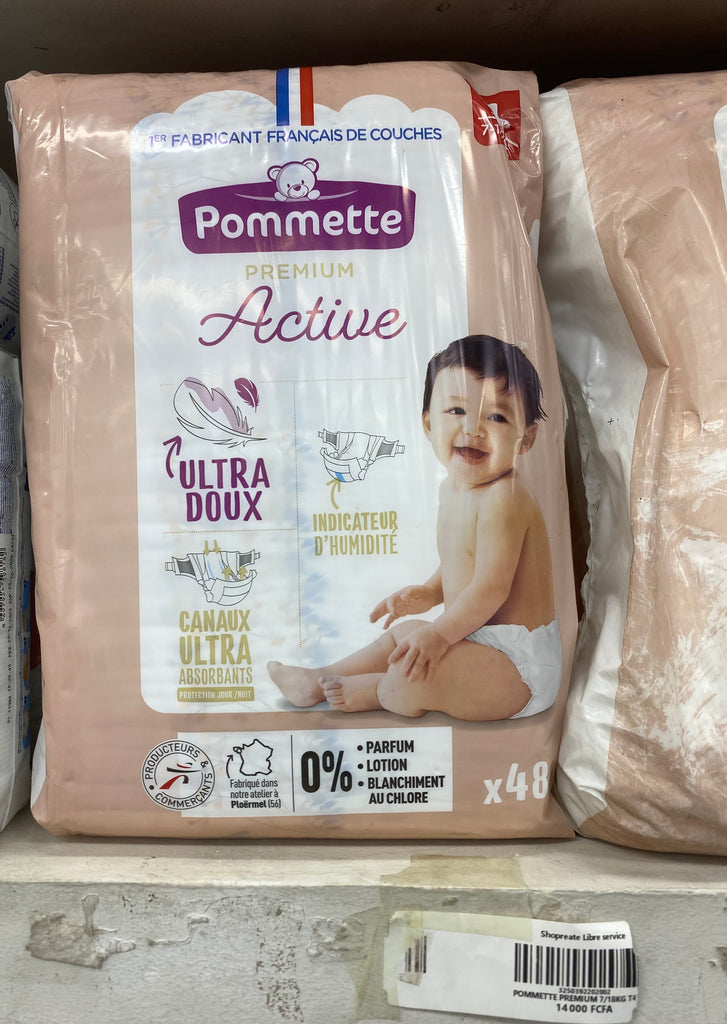 1ER FABRICANT FRANÇAIS DE COUCHES
Pommette
PREMIUM
Active
ULTRA
DOUX
INDICATEUR
D'HUMIDITÉ
CANAUX
ULTRA
ABSORBANTS
PROTECTION JOUR / NUIT
PRODUCTEURS &
COMMERÇANTS
Fabriqué dans
notre atelier à
Ploërmel (56)
0%
• PARFUM
• LOTION
• BLANCHIMENT
AU CHLORE
x48
Shopreate Libre service
3250392202002
POMMETTE PREMIUM 7/18KG T4
14 000 FCFA